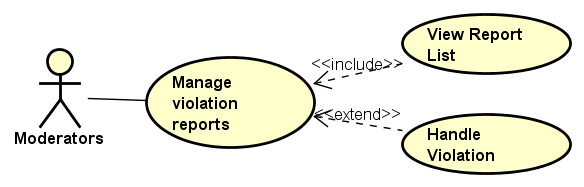 View Report
List
<<include>>
Manage
violation
reports
<<extend>>
Moderators
Handle
Violation